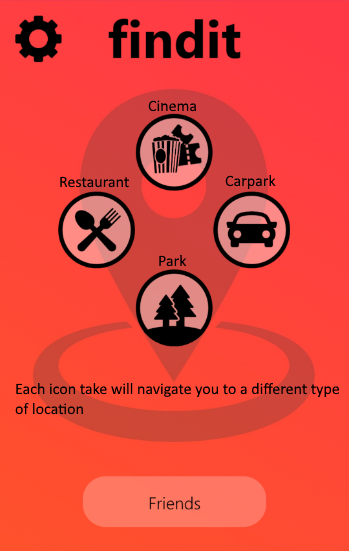 findit
Cinema
Restaurant
Carpark
Park
Each icon take will navigate you to a different type
of location
Friends